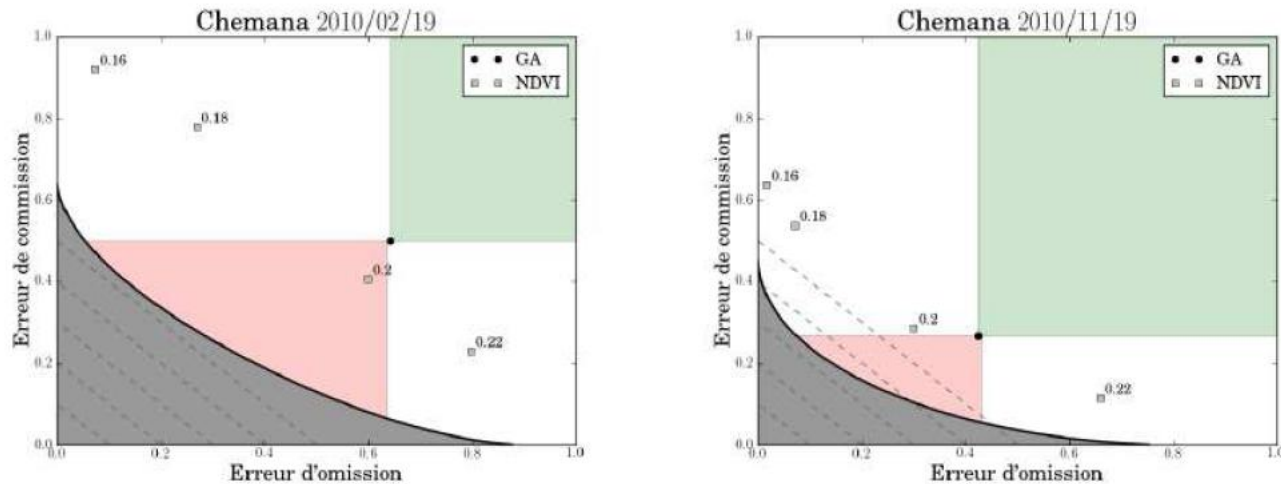 Chemana 2010/02/19
1.0
0.8
0.6
0.4
0.2
0.0
Erreur de commission
GA
NDVI
0.16
0.18
0.2
0.22
0.0 0.2 0.4 0.6 0.8 1.0
Erreur d'omission
Chemana 2010/11/19
1.0
0.8
0.6
0.4
0.2
0.0
Erreur de commission
GA
NDVI
0.16
0.18
0.2
0.22
0.0 0.2 0.4 0.6 0.8 1.0
Erreur d'omission